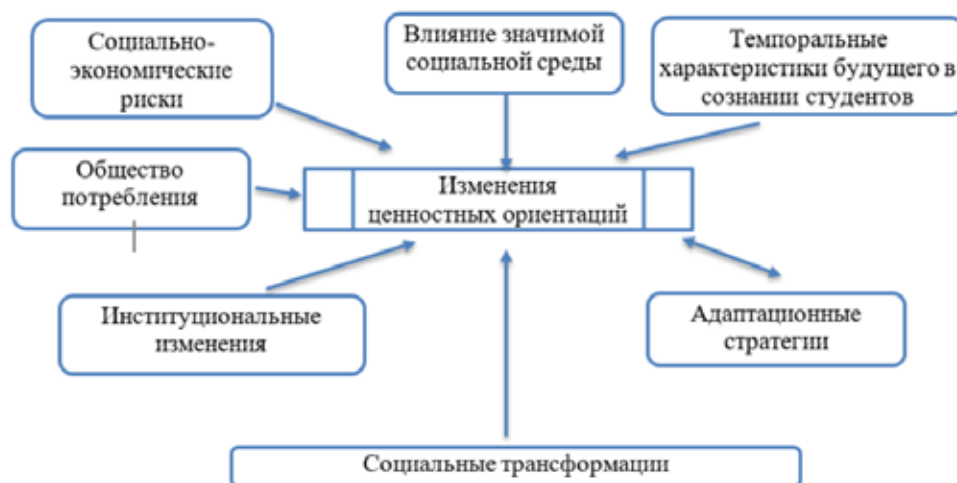 Социально-
экономические
риски
Влияние значимой
социальной среды
Темпоральные
характеристики будущего в
сознании студентов
Общество
потребления
Изменения
ценностных ориентаций
Институциональные
изменения
Адаптационные
стратегии
Социальные трансформации